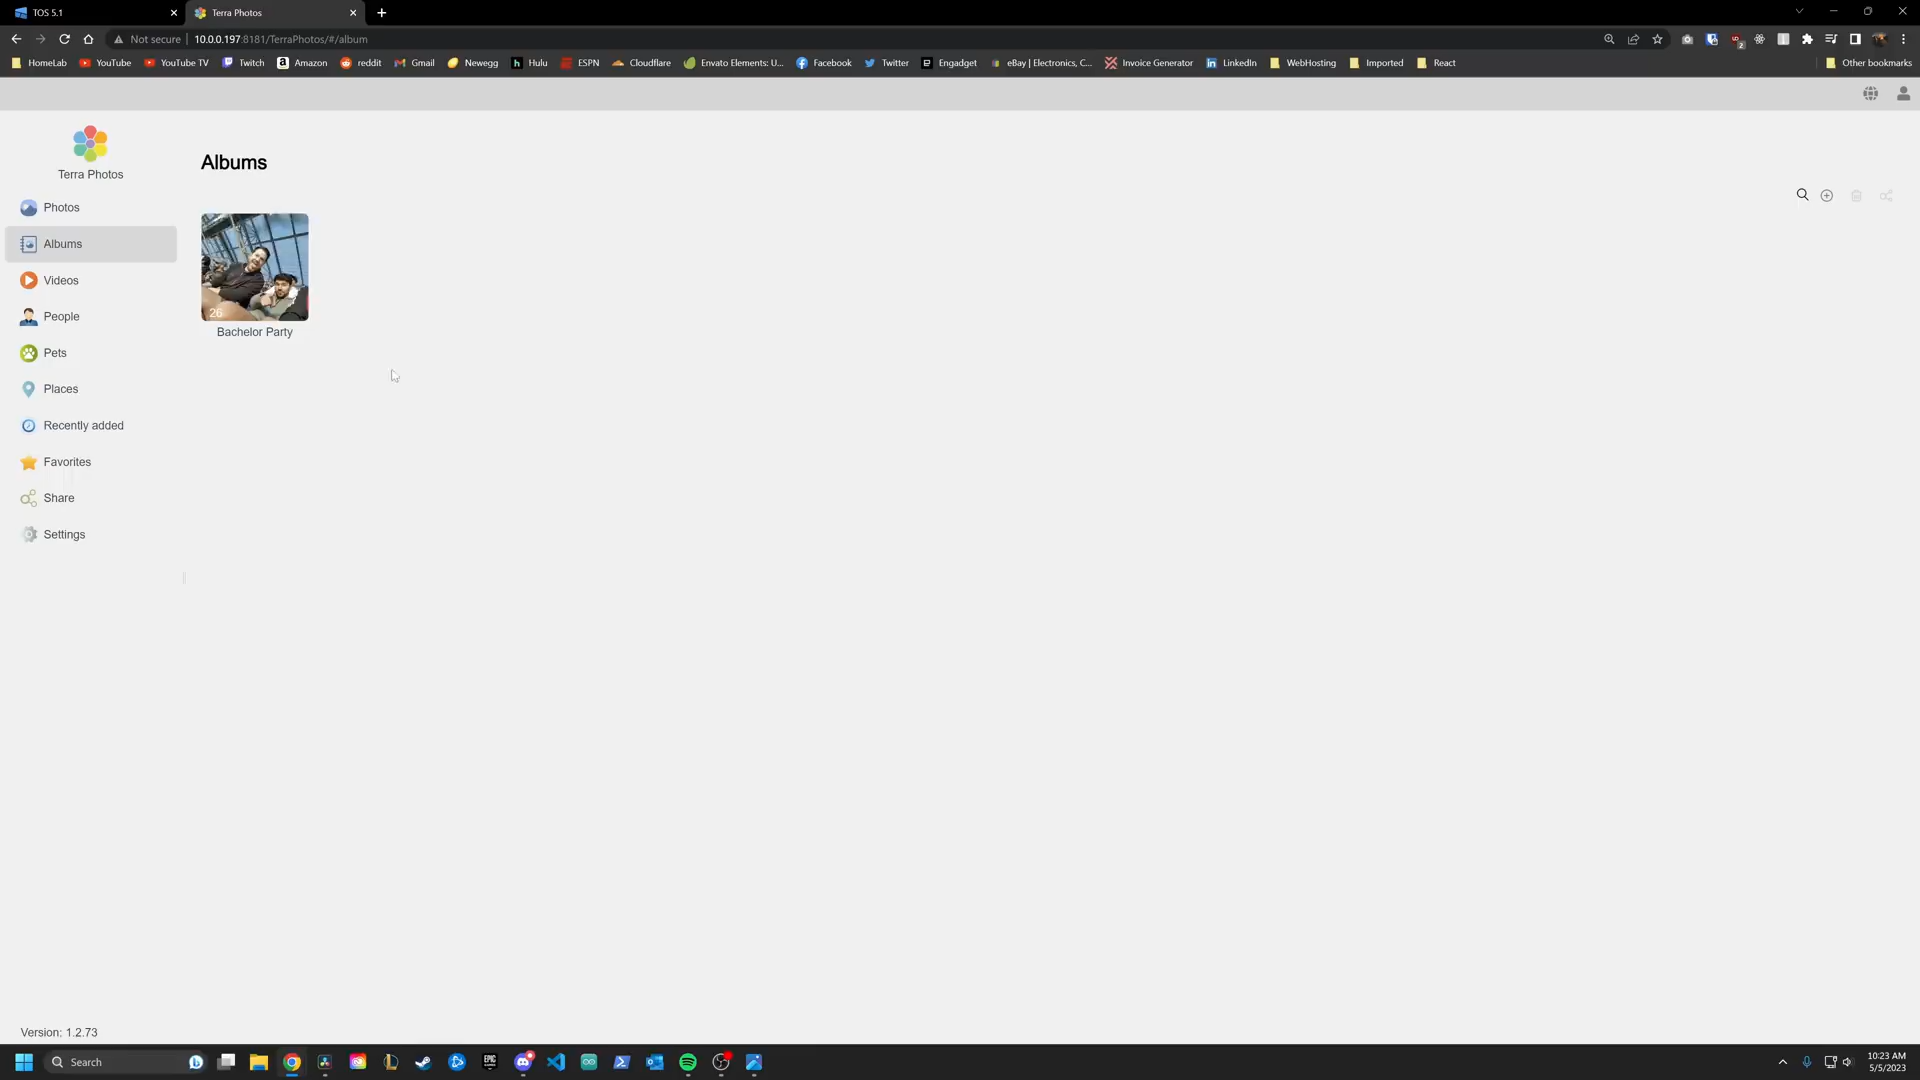 TOS 5.1
Terra Photos
Not secure
10.0.0.197:8181/TerraPhotos/#/album
HomeLab
YouTube
YouTube TV
Twitch
Amazon
reddit
Gmail
Newegg
Hulu
ESPN
Cloudflare
Envato Elements: U...
Facebook
Twitter
Engadget
eBay | Electronics, C...
Invoice Generator
LinkedIn
WebHosting
Imported
React
Other bookmarks
Terra Photos
Photos
Albums
Videos
People
Pets
Places
Recently added
Favorites
Share
Settings
Version: 1.2.73
Albums
26
Bachelor Party
Search
10:23 AM
5/5/2023